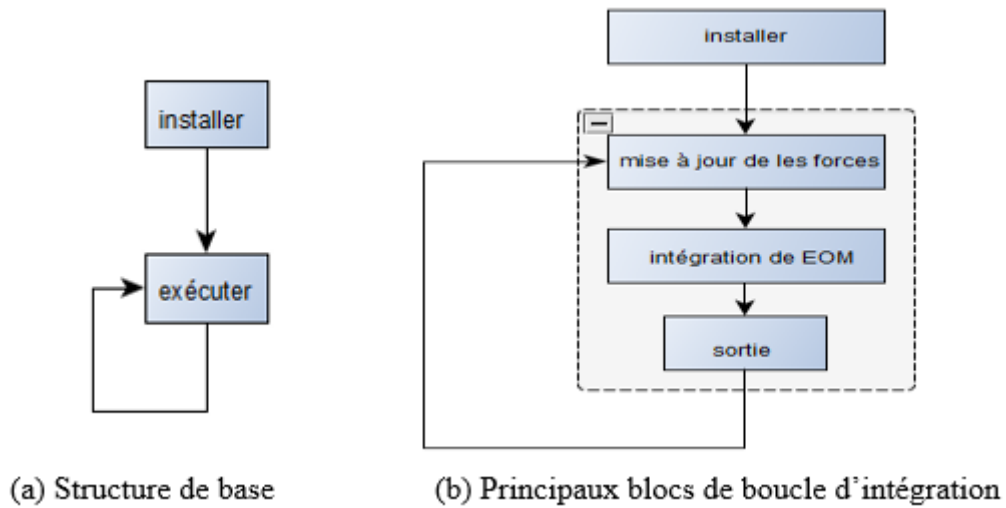 installer
exécuter
(a) Structure de base
installer
mise à jour de les forces
intégration de EOM
sortie
(b) Principaux blocs de boucle d’intégration